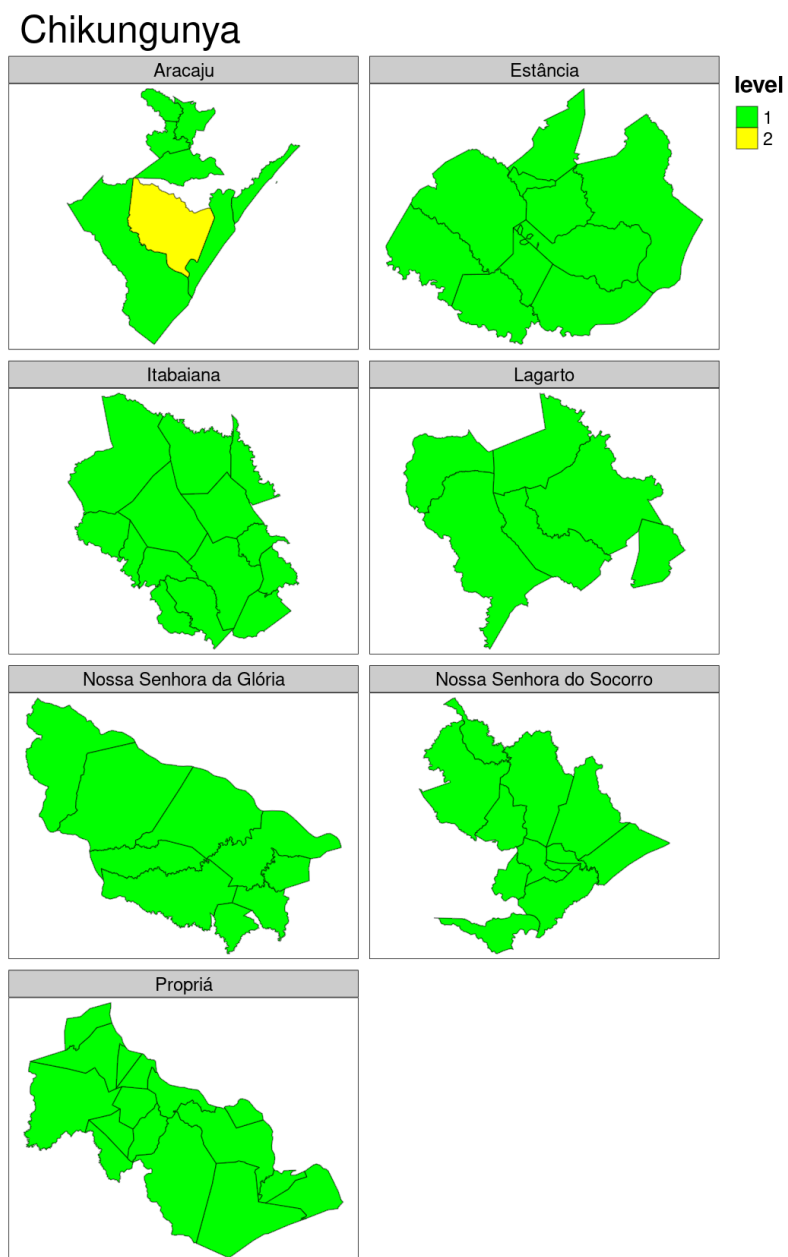 Chikungunya
Aracaju
Estância
level
1
2
Itabaiana
Lagarto
Nossa Senhora da Glória
Nossa Senhora do Socorro
Propriá